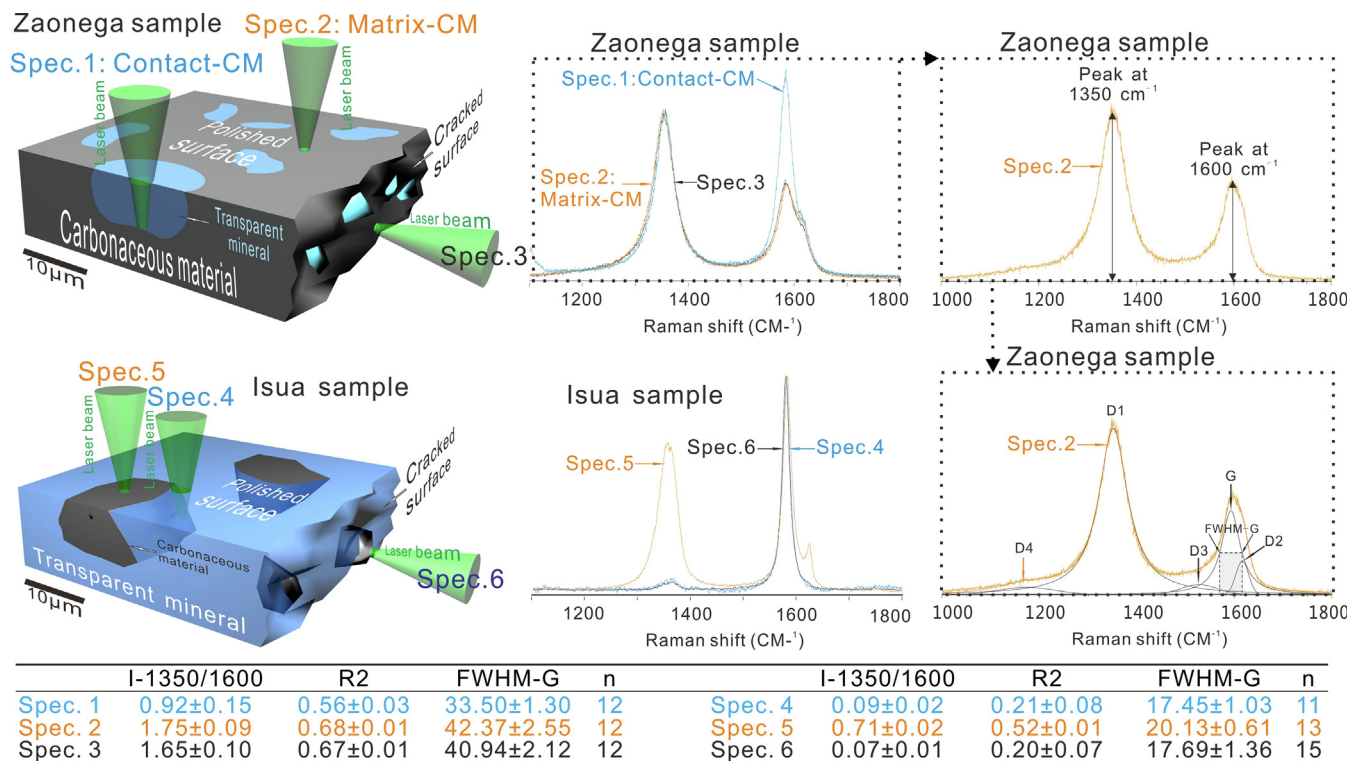 Zaonega sample
Spec.2: Matrix-CM
Spec.1: Contact-CM
Laser beam
Laser beam
Polished
surface
Cracked
surface
Transparent
mineral
Carbonaceous material
Laser beam
Spec.3
10μm
Zaonega sample
Spec.1:Contact-CM
Spec.2:
Matrix-CM
Spec.3
1200 1400 1600 1800
Raman shift (CM-¹)
Zaonega sample
Peak at
1350 cm⁻¹
Peak at
1600 cm⁻¹
Spec.2
1000 1200 1400 1600 1800
Raman shift (CM-¹)
Isua sample
Spec.5
Spec.4
Laser beam
Laser beam
Polished
surface
Cracked
surface
Carbonaceous
material
Transparent mineral
Laser beam
Spec.6
10μm
Isua sample
Spec.5
Spec.6
Spec.4
1200 1400 1600 1800
Raman shift (CM-¹)
Zaonega sample
D1
Spec.2
G
FWHM-G
D4
D3
D2
1000 1200 1400 1600 1800
Raman shift (CM-¹)
I-1350/1600 R2 FWHM-G n I-1350/1600 R2 FWHM-G n
Spec. 1 0.92±0.15 0.56±0.03 33.50±1.30 12 Spec. 4 0.09±0.02 0.21±0.08 17.45±1.03 11
Spec. 2 1.75±0.09 0.68±0.01 42.37±2.55 12 Spec. 5 0.71±0.02 0.52±0.01 20.13±0.61 13
Spec. 3 1.65±0.10 0.67±0.01 40.94±2.12 12 Spec. 6 0.07±0.01 0.20±0.07 17.69±1.36 15